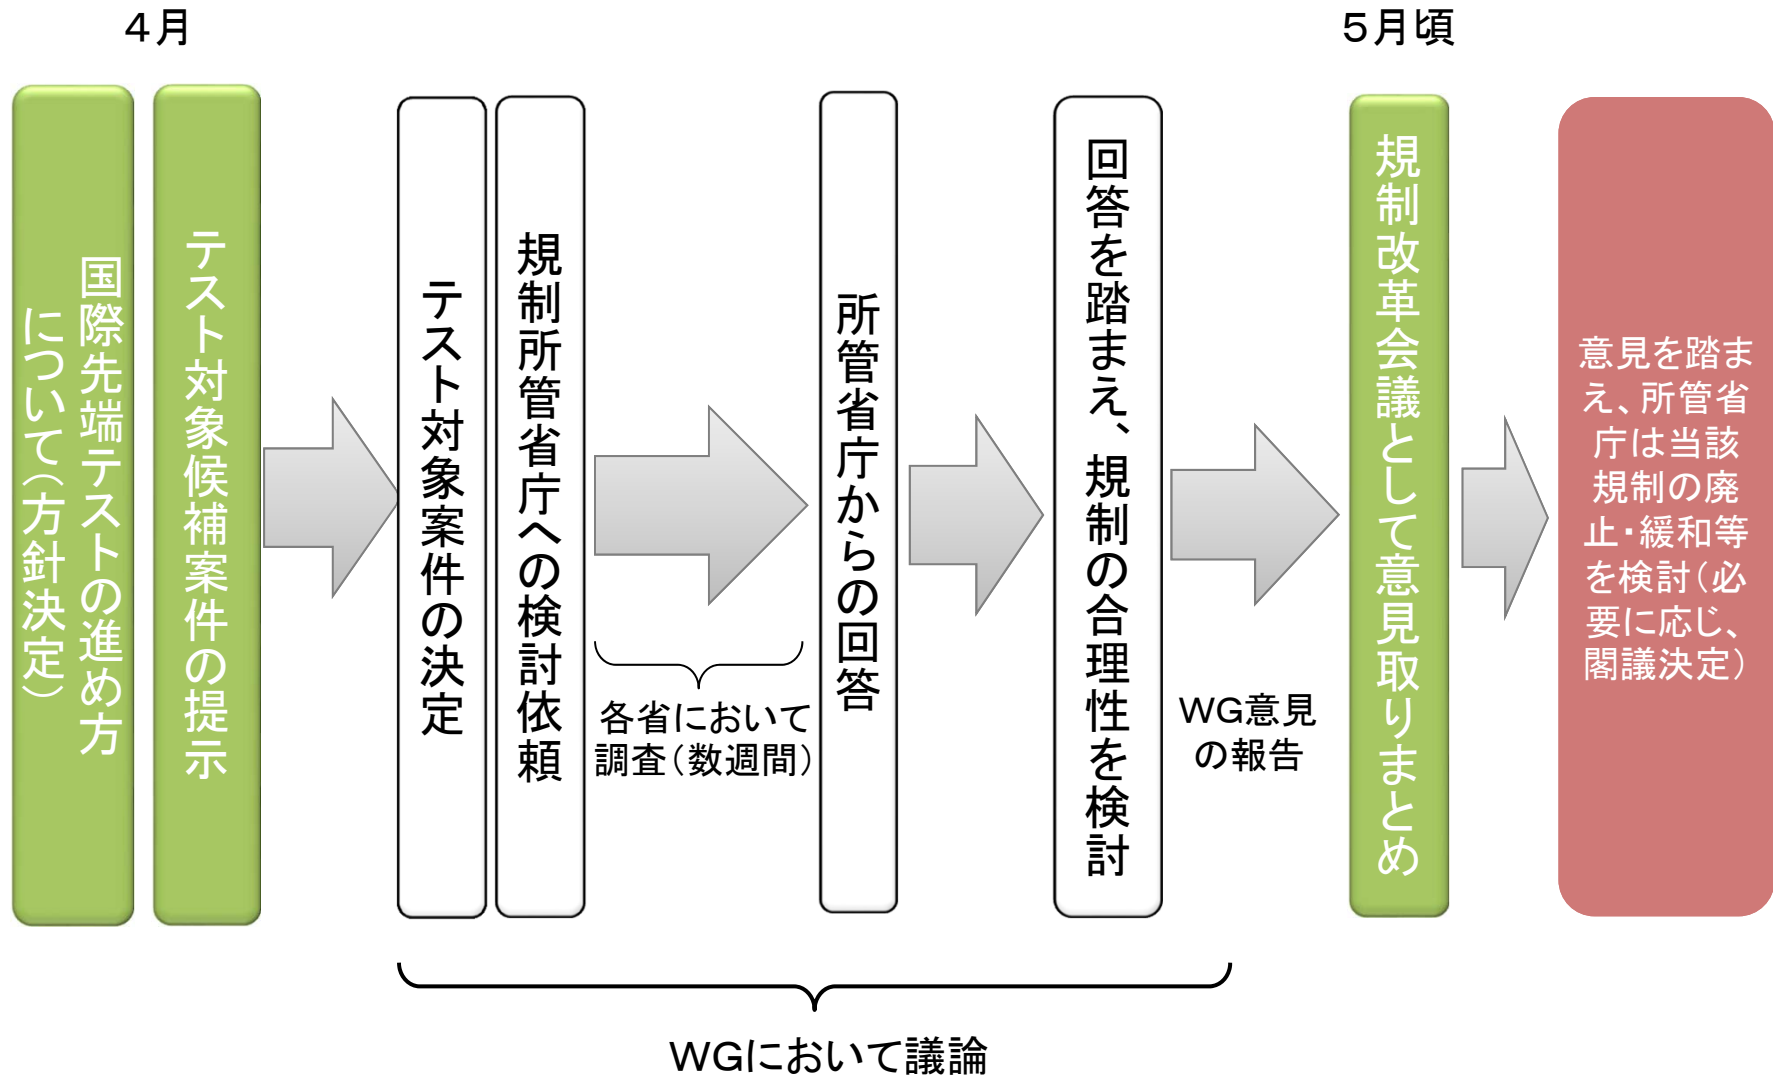 ４月
５月頃
国際先端テストの進め方
について（方針決定）
テスト対象候補案件の提示
テスト対象案件の決定
規制所管省庁への検討依頼
各省において
調査（数週間）
所管省庁からの回答
回答を踏まえ、規制の合理性を検討
WG意見
の報告
規制改革会議として意見取りまとめ
意見を踏ま
え、所管省
庁は当該
規制の廃
止・緩和等
を検討（必
要に応じ、
閣議決定）
WGにおいて議論